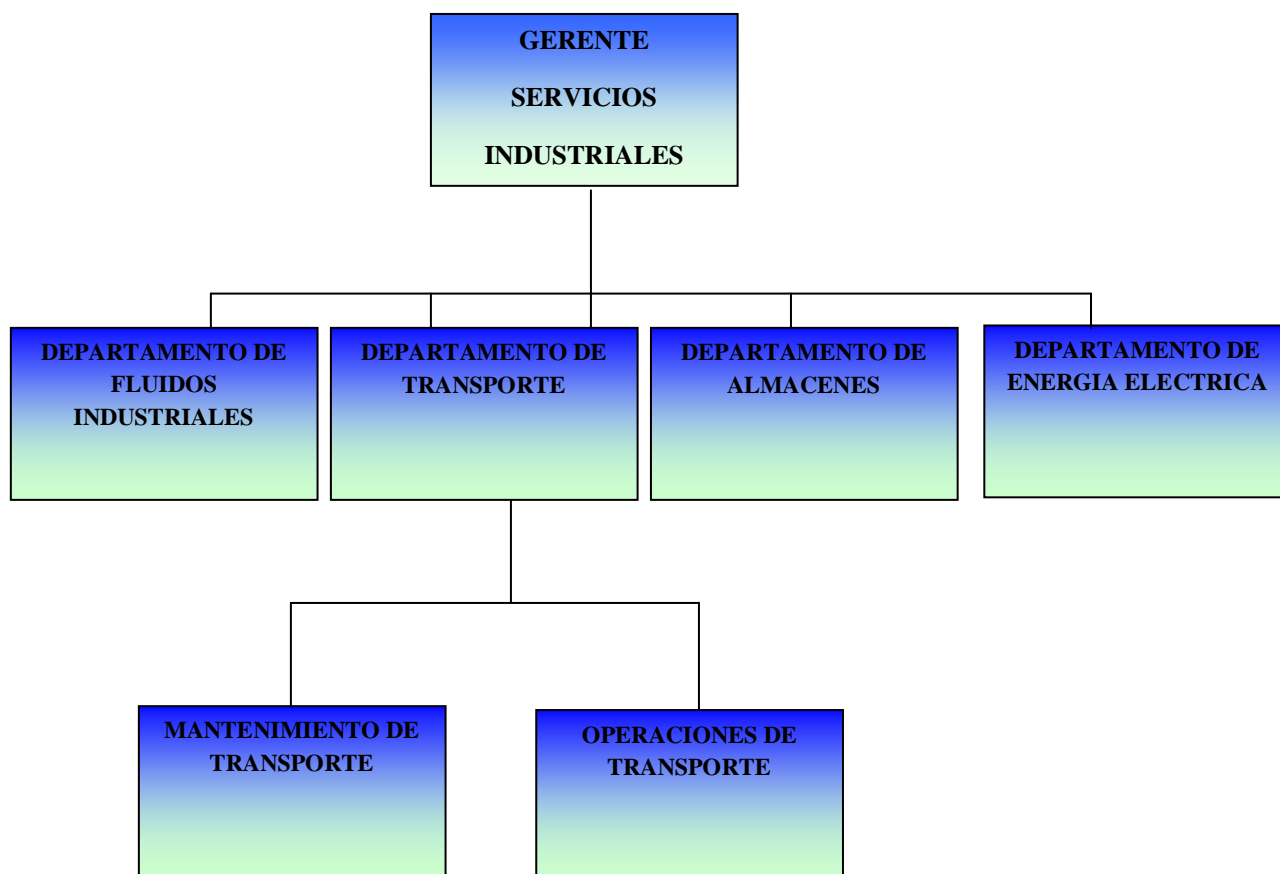 GERENTE
SERVICIOS
INDUSTRIALES
DEPARTAMENTO DE
FLUIDOS
INDUSTRIALES
DEPARTAMENTO DE
TRANSPORTE
DEPARTAMENTO DE
ALMACENES
DEPARTAMENTO DE
ENERGIA ELECTRICA
MANTENIMIENTO DE
TRANSPORTE
OPERACIONES DE
TRANSPORTE